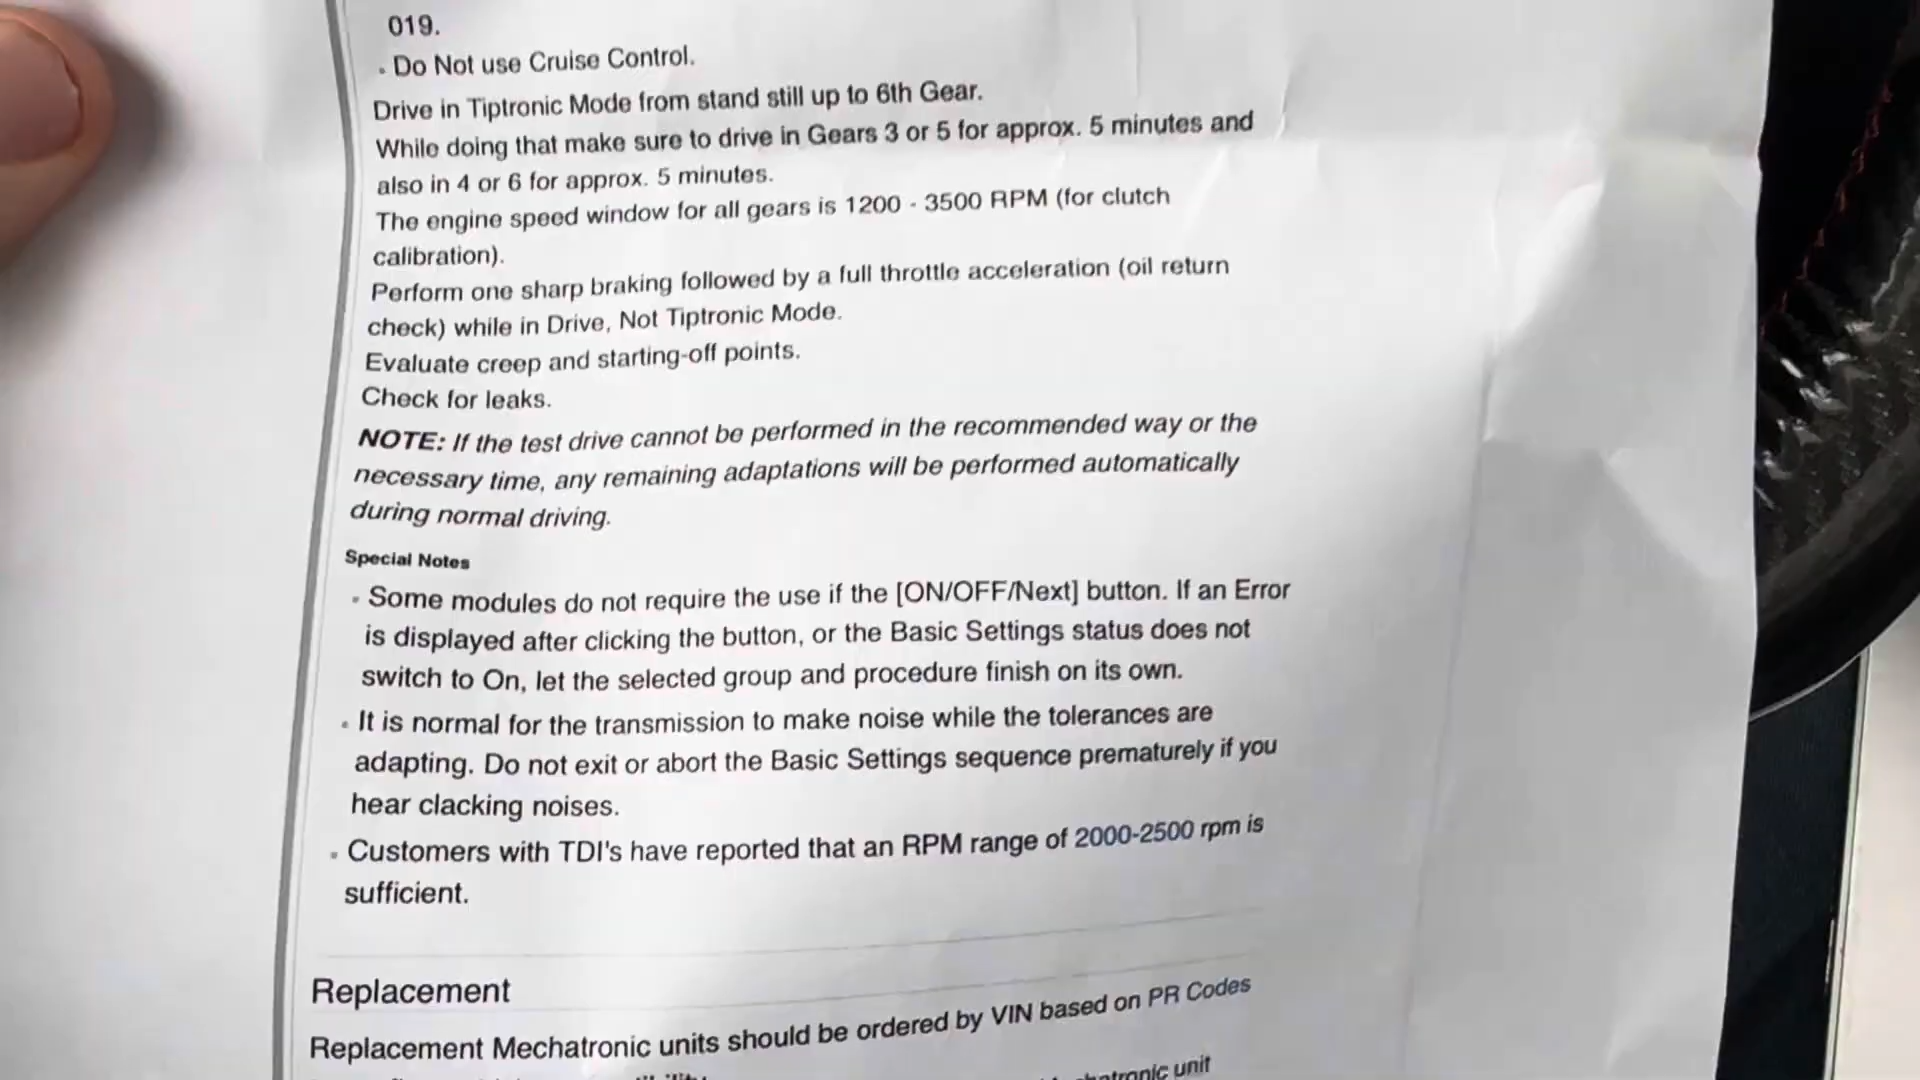 019.
• Do Not use Cruise Control.
Drive in Tiptronic Mode from stand still up to 6th Gear.
While doing that make sure to drive in Gears 3 or 5 for approx. 5 minutes and
also in 4 or 6 for approx. 5 minutes.
The engine speed window for all gears is 1200 - 3500 RPM (for clutch
calibration).
Perform one sharp braking followed by a full throttle acceleration (oil return
check) while in Drive, Not Tiptronic Mode.
Evaluate creep and starting-off points.
Check for leaks.
NOTE: If the test drive cannot be performed in the recommended way or the
necessary time, any remaining adaptations will be performed automatically
during normal driving.
Special Notes
• Some modules do not require the use if the [ON/OFF/Next] button. If an Error
is displayed after clicking the button, or the Basic Settings status does not
switch to On, let the selected group and procedure finish on its own.
• It is normal for the transmission to make noise while the tolerances are
adapting. Do not exit or abort the Basic Settings sequence prematurely if you
hear clacking noises.
• Customers with TDI's have reported that an RPM range of 2000-2500 rpm is
sufficient.
Replacement
Replacement Mechatronic units should be ordered by VIN based on PR Codes
unit